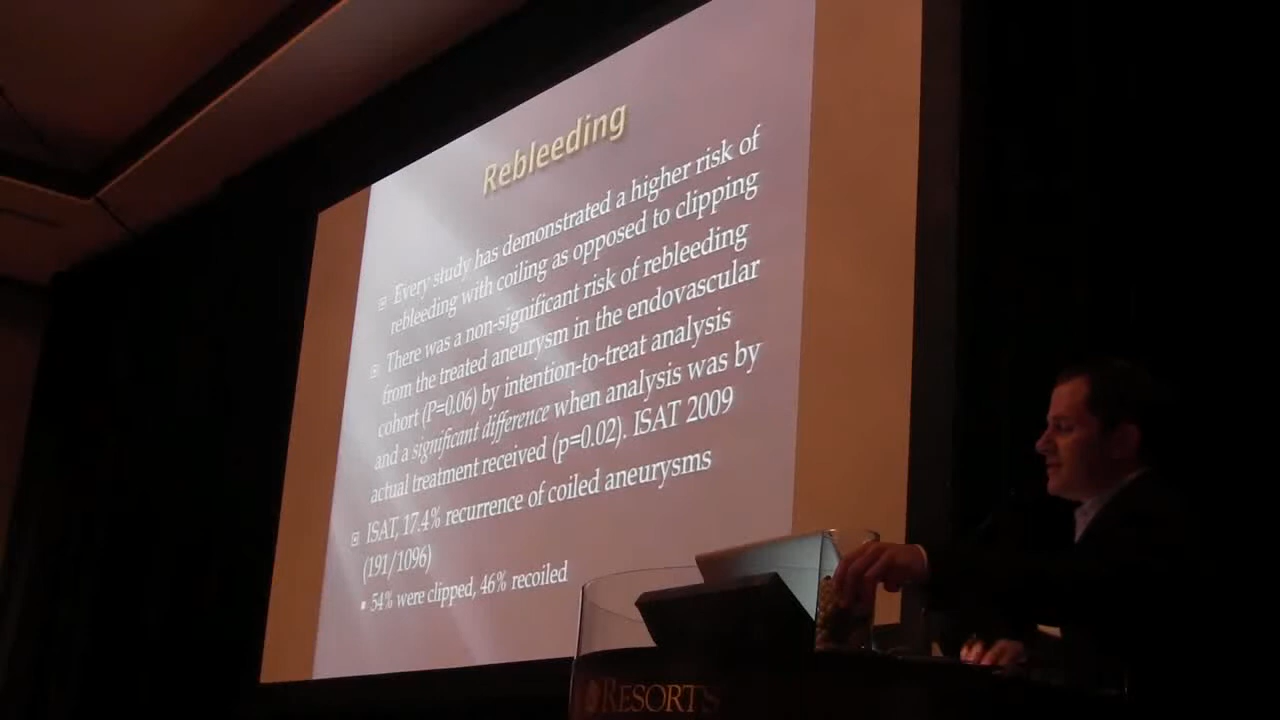 Rebleeding
Every study has demonstrated a higher risk of
rebleeding with coiling as opposed to clipping
There was a non-significant risk of rebleeding
from the treated aneurysm in the endovascular
cohort (P=0.06) by intention-to-treat analysis
and a significant difference when analysis was by
actual treatment received (p=0.02). ISAT 2009
ISAT, 17.4% recurrence of coiled aneurysms
(191/1096)
54% were clipped, 46% recoiled
RESORTS